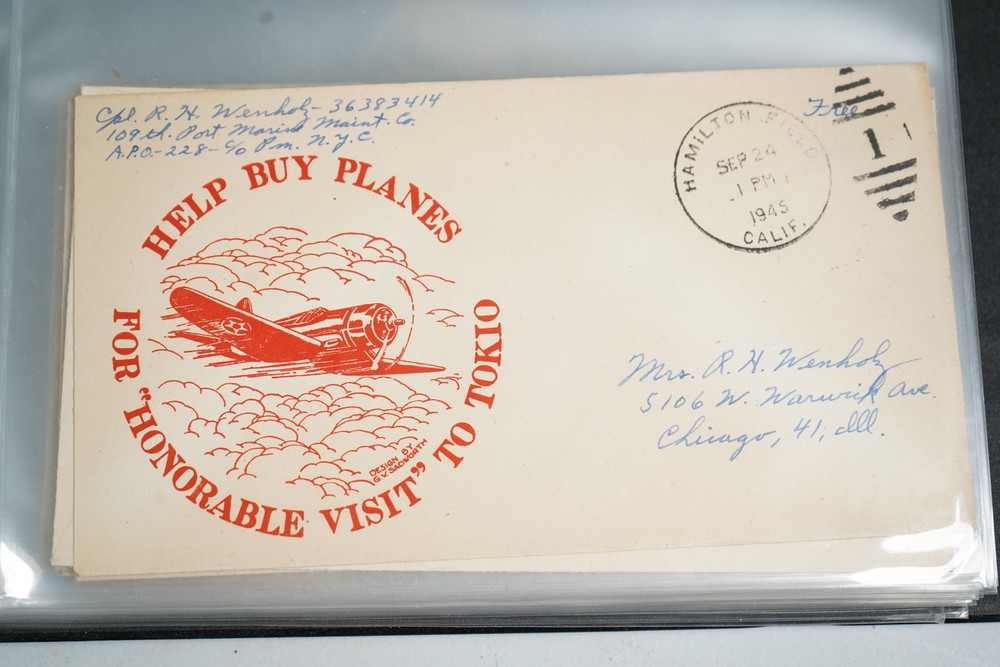 Cpl. R. H. Wenholz - 36383414
109th. Port Marine Maint. Co.
A.P.O. - 228 - c/o Pm. N.Y.C.
Free
HAMILTON FIELD
SEP 24
1 PM
1945
CALIF.
1
HELP BUY PLANES
FOR "HONORABLE VISIT" TO TOKIO
DESIGN BY
G.V. SADWORTH
Mrs. R. H. Wenholz
5106 W. Warwick Ave.
Chicago, 41, Ill.